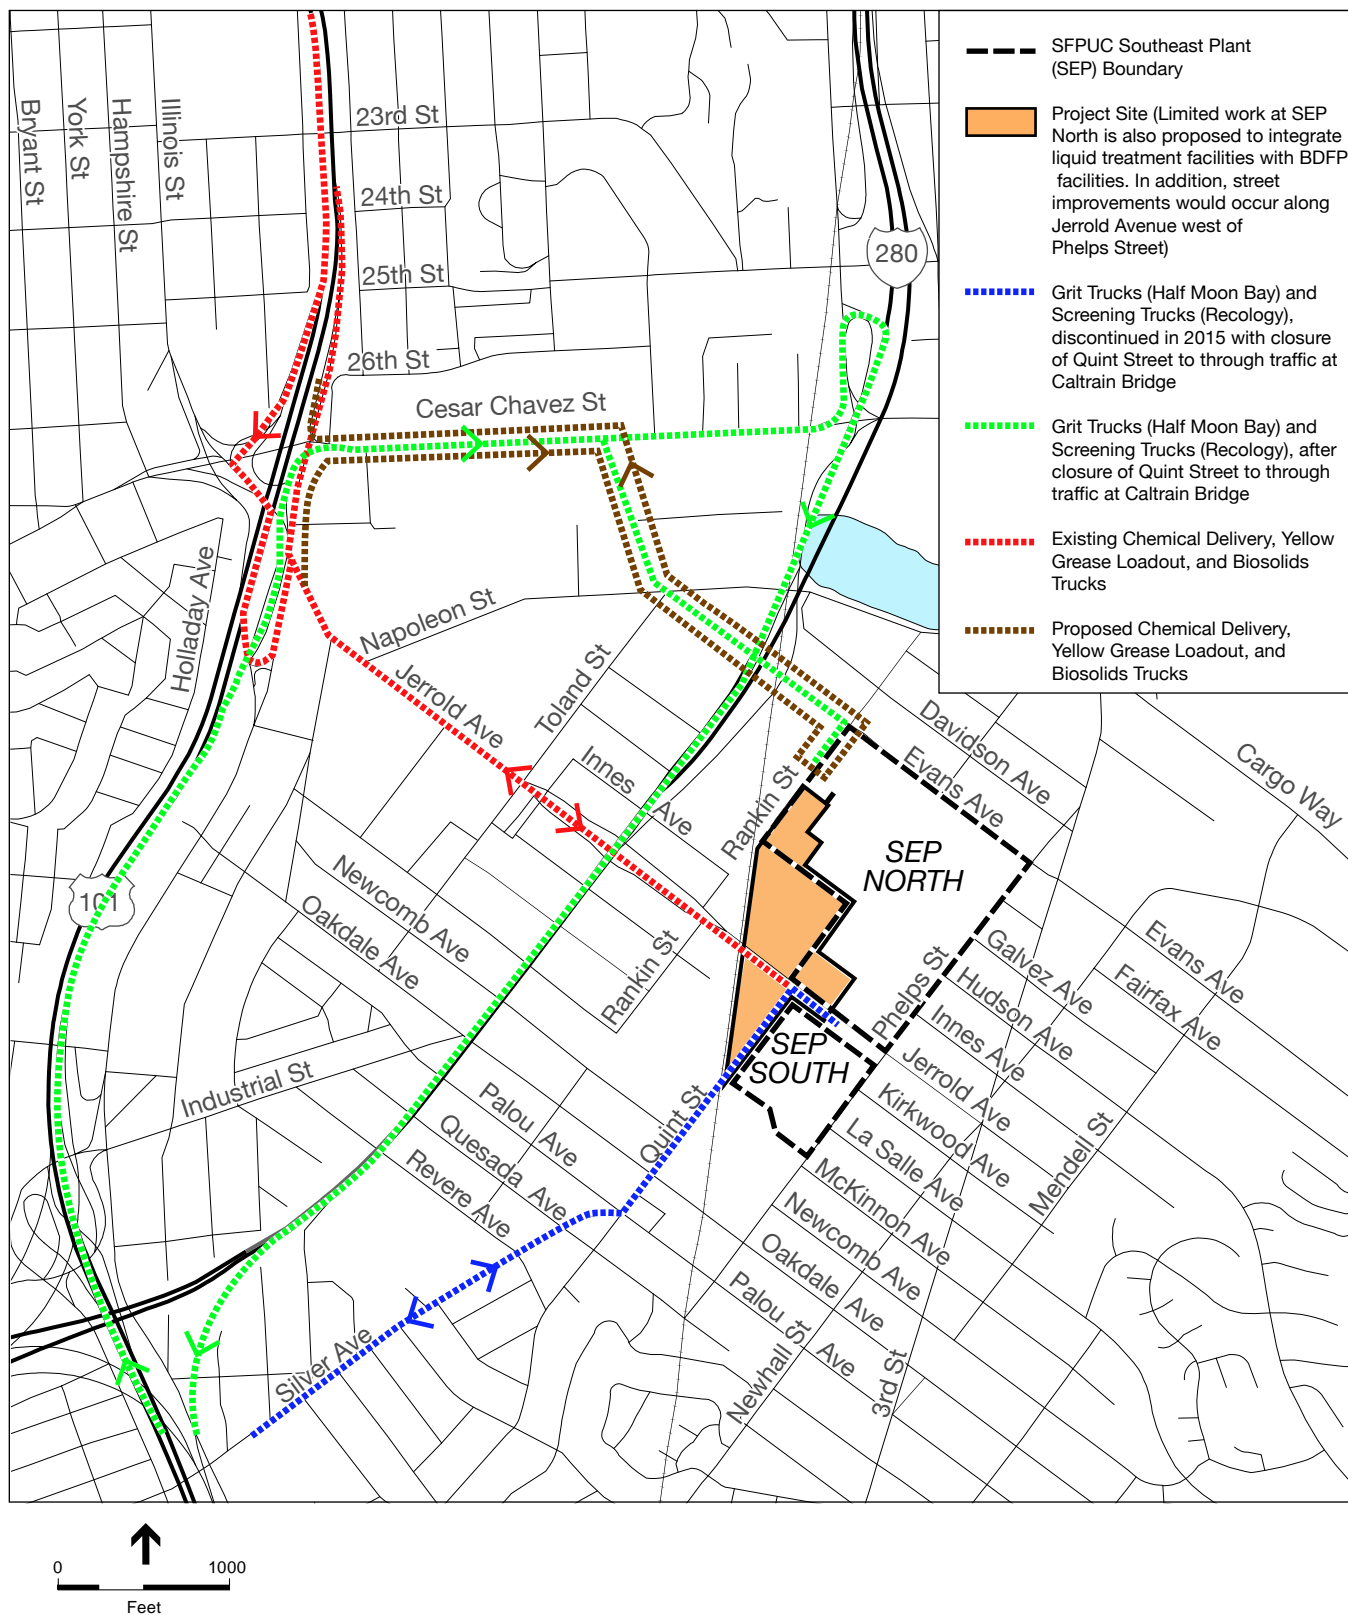 SFPUC Southeast Plant
(SEP) Boundary
Project Site (Limited work at SEP
North is also proposed to integrate
liquid treatment facilities with BDFP
facilities. In addition, street
improvements would occur along
Jerrold Avenue west of
Phelps Street)
Grit Trucks (Half Moon Bay) and
Screening Trucks (Recology),
discontinued in 2015 with closure
of Quint Street to through traffic at
Caltrain Bridge
Grit Trucks (Half Moon Bay) and
Screening Trucks (Recology), after
closure of Quint Street to through
traffic at Caltrain Bridge
Existing Chemical Delivery, Yellow
Grease Loadout, and Biosolids
Trucks
Proposed Chemical Delivery,
Yellow Grease Loadout, and
Biosolids Trucks
Bryant St
York St
Hampshire St
Illinois St
23rd St
24th St
25th St
26th St
Cesar Chavez St
280
Holladay Ave
Napoleon St
Jerrold Ave
Toland St
Innes Ave
Rankin St
Davidson Ave
Evans Ave
Cargo Way
SEP
NORTH
101
Newcomb Ave
Oakdale Ave
Rankin St
Phelps St
Galvez Ave
Hudson Ave
Innes Ave
Evans Ave
Fairfax Ave
SEP
SOUTH
Jerrold Ave
Kirkwood Ave
La Salle Ave
McKinnon Ave
Newcomb Ave
Oakdale Ave
Palou Ave
Mendell St
Industrial St
Palou Ave
Quesada Ave
Revere Ave
Quint St
Silver Ave
Newhall St
3rd St
0 1000
Feet